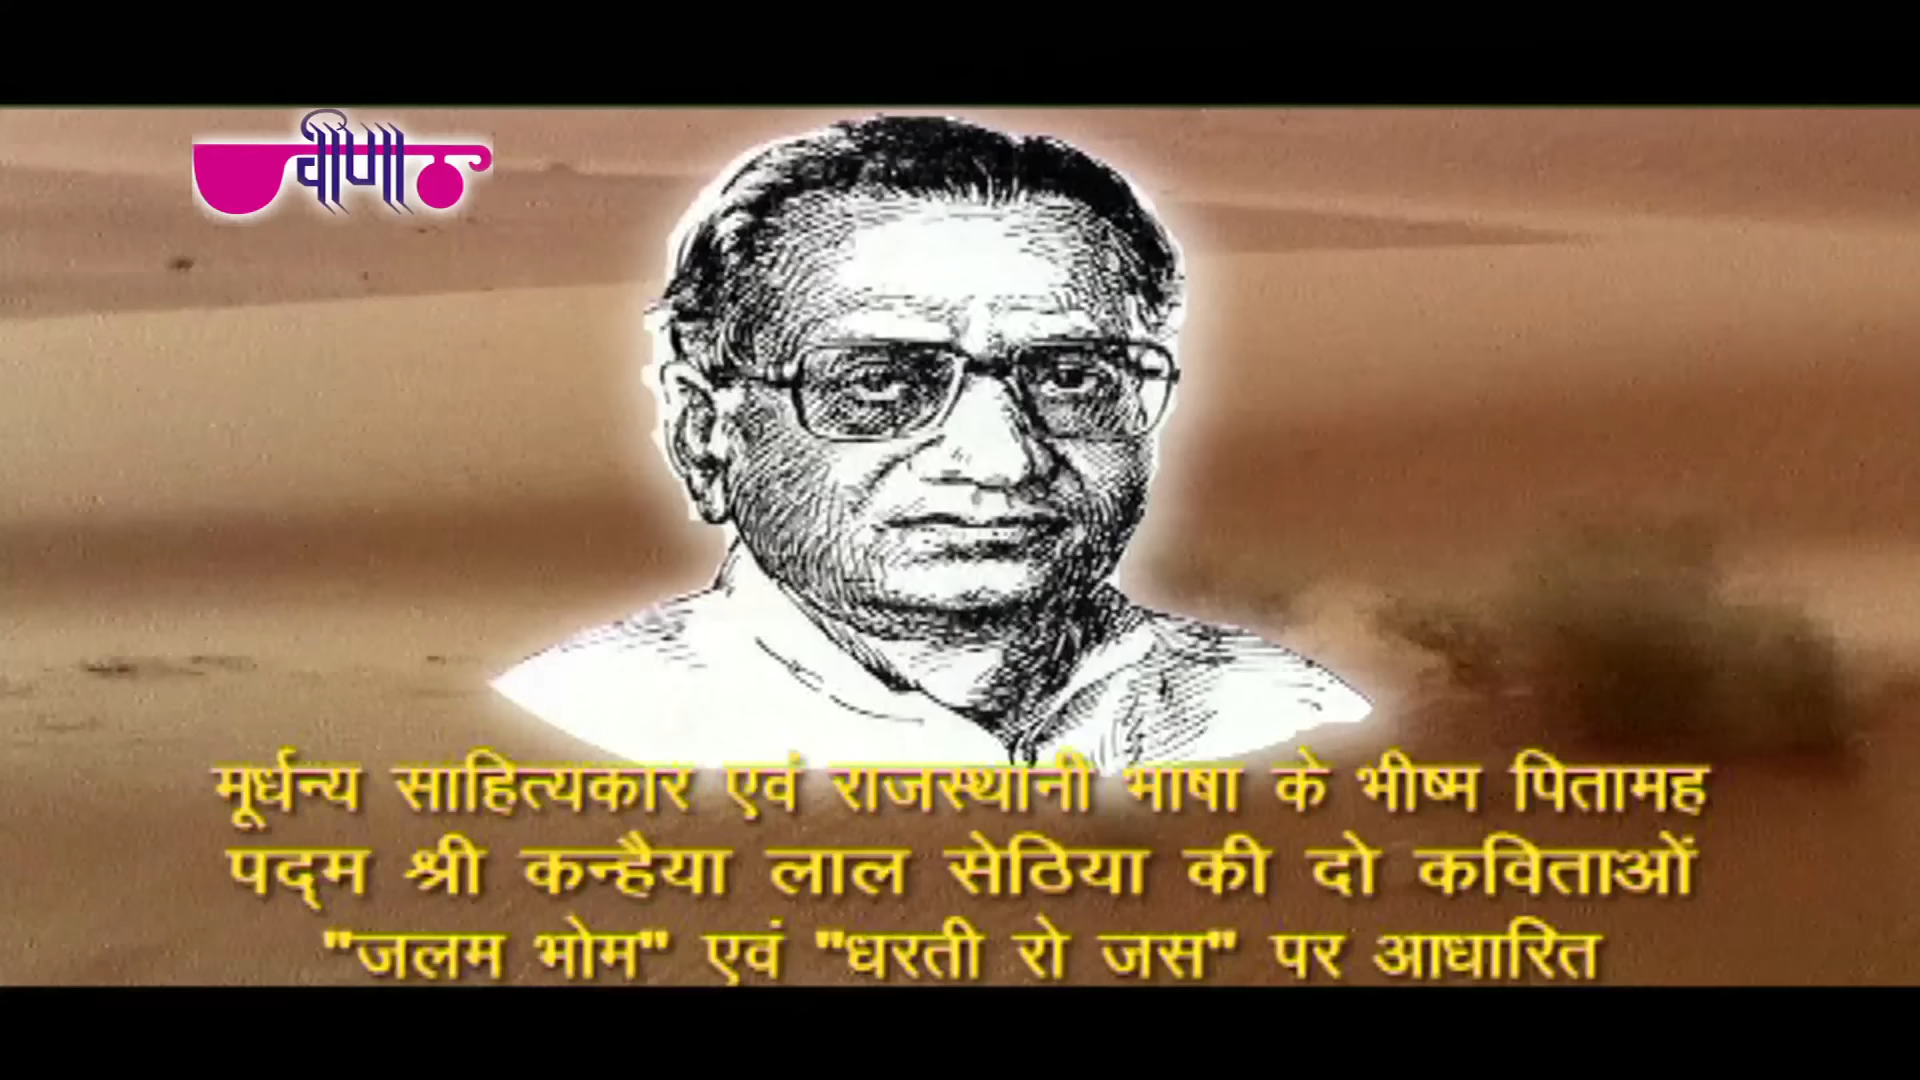 वीणा
मूर्धन्य साहित्यकार एवं राजस्थानी भाषा के भीष्म पितामह
पद्‌म श्री कन्हैया लाल सेठिया की दो कविताओं
"जलम भोम" एवं "धरती रो जस" पर आधारित